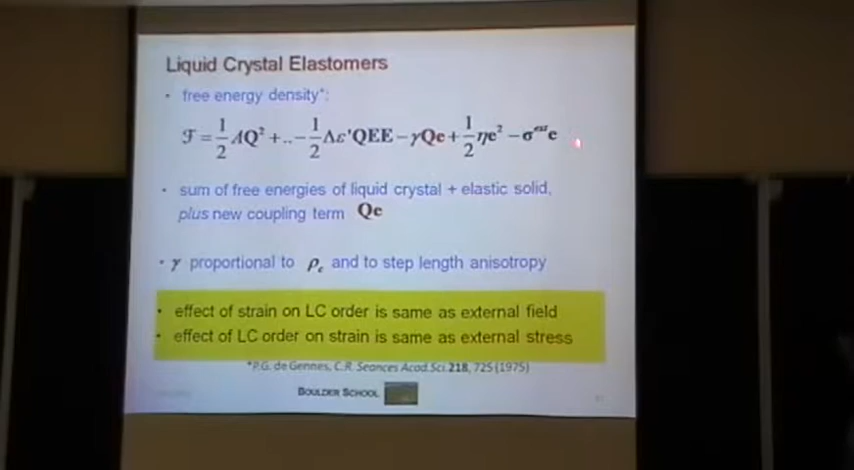 Liquid Crystal Elastomers
• free energy density*:
ℱ = 1/2 AQ² + ..- 1/2 Λε'QEE - γQe + 1/2 ηe² - σᵉˣᵗe
• sum of free energies of liquid crystal + elastic solid,
plus new coupling term Qe
• γ proportional to ρc and to step length anisotropy
• effect of strain on LC order is same as external field
• effect of LC order on strain is same as external stress
*P.G. de Gennes, C.R. Seances Acad.Sci. 218, 725 (1975)
BOULDER SCHOOL